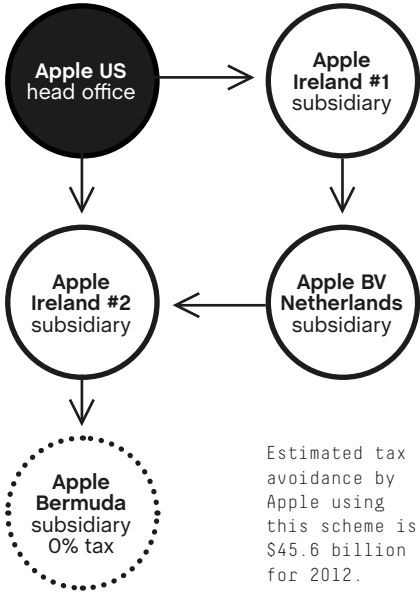 Apple US
head office
Apple
Ireland #1
subsidiary
Apple
Ireland #2
subsidiary
Apple BV
Netherlands
subsidiary
Apple
Bermuda
subsidiary
0% tax
Estimated tax
avoidance by
Apple using
this scheme is
$45.6 billion
for 2012.